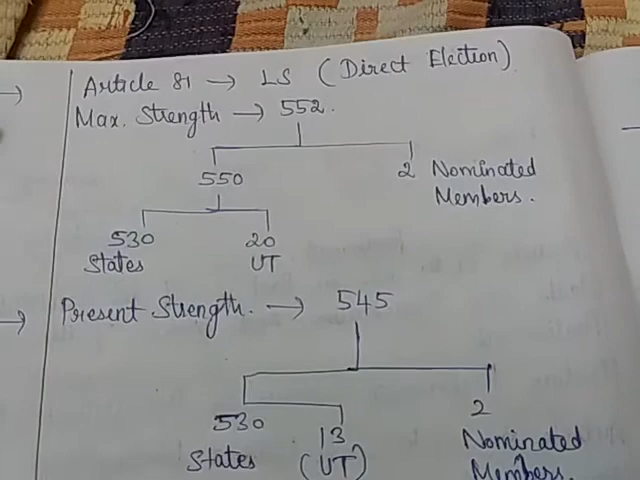 Article 81 → LS (Direct Election)
Max. Strength → 552.
550
2 Nominated
Members.
530
20
States
UT
Present Strength. → 545
530
13
2
States
(UT)
Nominated
Members.